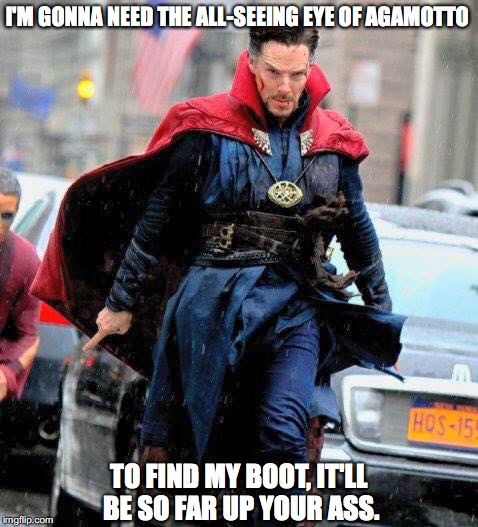 I'M GONNA NEED THE ALL-SEEING EYE OF AGAMOTTO
HQS-15
TO FIND MY BOOT, IT'LL
BE SO FAR UP YOUR ASS.
imgflip.com